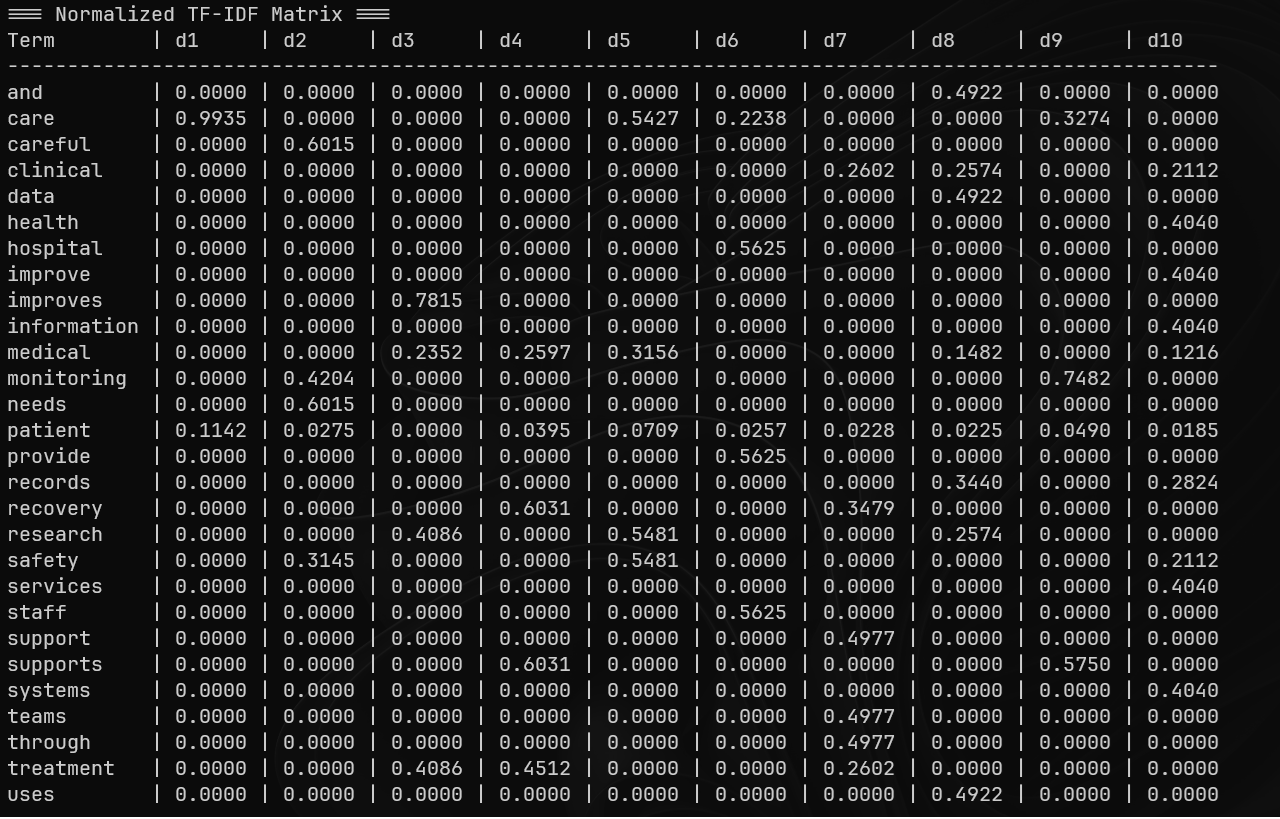 === Normalized TF-IDF Matrix ===
Term        | d1     | d2     | d3     | d4     | d5     | d6     | d7     | d8     | d9     | d10
-----------------------------------------------------------------------------------------------------
and         | 0.0000 | 0.0000 | 0.0000 | 0.0000 | 0.0000 | 0.0000 | 0.0000 | 0.4922 | 0.0000 | 0.0000
care        | 0.9935 | 0.0000 | 0.0000 | 0.0000 | 0.5427 | 0.2238 | 0.0000 | 0.0000 | 0.3274 | 0.0000
careful     | 0.0000 | 0.6015 | 0.0000 | 0.0000 | 0.0000 | 0.0000 | 0.0000 | 0.0000 | 0.0000 | 0.0000
clinical    | 0.0000 | 0.0000 | 0.0000 | 0.0000 | 0.0000 | 0.0000 | 0.2602 | 0.2574 | 0.0000 | 0.2112
data        | 0.0000 | 0.0000 | 0.0000 | 0.0000 | 0.0000 | 0.0000 | 0.0000 | 0.4922 | 0.0000 | 0.0000
health      | 0.0000 | 0.0000 | 0.0000 | 0.0000 | 0.0000 | 0.0000 | 0.0000 | 0.0000 | 0.0000 | 0.4040
hospital    | 0.0000 | 0.0000 | 0.0000 | 0.0000 | 0.0000 | 0.5625 | 0.0000 | 0.0000 | 0.0000 | 0.0000
improve     | 0.0000 | 0.0000 | 0.0000 | 0.0000 | 0.0000 | 0.0000 | 0.0000 | 0.0000 | 0.0000 | 0.4040
improves    | 0.0000 | 0.0000 | 0.7815 | 0.0000 | 0.0000 | 0.0000 | 0.0000 | 0.0000 | 0.0000 | 0.0000
information | 0.0000 | 0.0000 | 0.0000 | 0.0000 | 0.0000 | 0.0000 | 0.0000 | 0.0000 | 0.0000 | 0.4040
medical     | 0.0000 | 0.0000 | 0.2352 | 0.2597 | 0.3156 | 0.0000 | 0.0000 | 0.1482 | 0.0000 | 0.1216
monitoring  | 0.0000 | 0.4204 | 0.0000 | 0.0000 | 0.0000 | 0.0000 | 0.0000 | 0.0000 | 0.7482 | 0.0000
needs       | 0.0000 | 0.6015 | 0.0000 | 0.0000 | 0.0000 | 0.0000 | 0.0000 | 0.0000 | 0.0000 | 0.0000
patient     | 0.1142 | 0.0275 | 0.0000 | 0.0395 | 0.0709 | 0.0257 | 0.0228 | 0.0225 | 0.0490 | 0.0185
provide     | 0.0000 | 0.0000 | 0.0000 | 0.0000 | 0.0000 | 0.5625 | 0.0000 | 0.0000 | 0.0000 | 0.0000
records     | 0.0000 | 0.0000 | 0.0000 | 0.0000 | 0.0000 | 0.0000 | 0.0000 | 0.3440 | 0.0000 | 0.2824
recovery    | 0.0000 | 0.0000 | 0.0000 | 0.6031 | 0.0000 | 0.0000 | 0.3479 | 0.0000 | 0.0000 | 0.0000
research    | 0.0000 | 0.0000 | 0.4086 | 0.0000 | 0.5481 | 0.0000 | 0.0000 | 0.2574 | 0.0000 | 0.0000
safety      | 0.0000 | 0.3145 | 0.0000 | 0.0000 | 0.5481 | 0.0000 | 0.0000 | 0.0000 | 0.0000 | 0.2112
services    | 0.0000 | 0.0000 | 0.0000 | 0.0000 | 0.0000 | 0.0000 | 0.0000 | 0.0000 | 0.0000 | 0.4040
staff       | 0.0000 | 0.0000 | 0.0000 | 0.0000 | 0.0000 | 0.5625 | 0.0000 | 0.0000 | 0.0000 | 0.0000
support     | 0.0000 | 0.0000 | 0.0000 | 0.0000 | 0.0000 | 0.0000 | 0.4977 | 0.0000 | 0.0000 | 0.0000
supports    | 0.0000 | 0.0000 | 0.0000 | 0.6031 | 0.0000 | 0.0000 | 0.0000 | 0.0000 | 0.5750 | 0.0000
systems     | 0.0000 | 0.0000 | 0.0000 | 0.0000 | 0.0000 | 0.0000 | 0.0000 | 0.0000 | 0.0000 | 0.4040
teams       | 0.0000 | 0.0000 | 0.0000 | 0.0000 | 0.0000 | 0.0000 | 0.4977 | 0.0000 | 0.0000 | 0.0000
through     | 0.0000 | 0.0000 | 0.0000 | 0.0000 | 0.0000 | 0.0000 | 0.4977 | 0.0000 | 0.0000 | 0.0000
treatment   | 0.0000 | 0.0000 | 0.4086 | 0.4512 | 0.0000 | 0.0000 | 0.2602 | 0.0000 | 0.0000 | 0.0000
uses        | 0.0000 | 0.0000 | 0.0000 | 0.0000 | 0.0000 | 0.0000 | 0.0000 | 0.4922 | 0.0000 | 0.0000